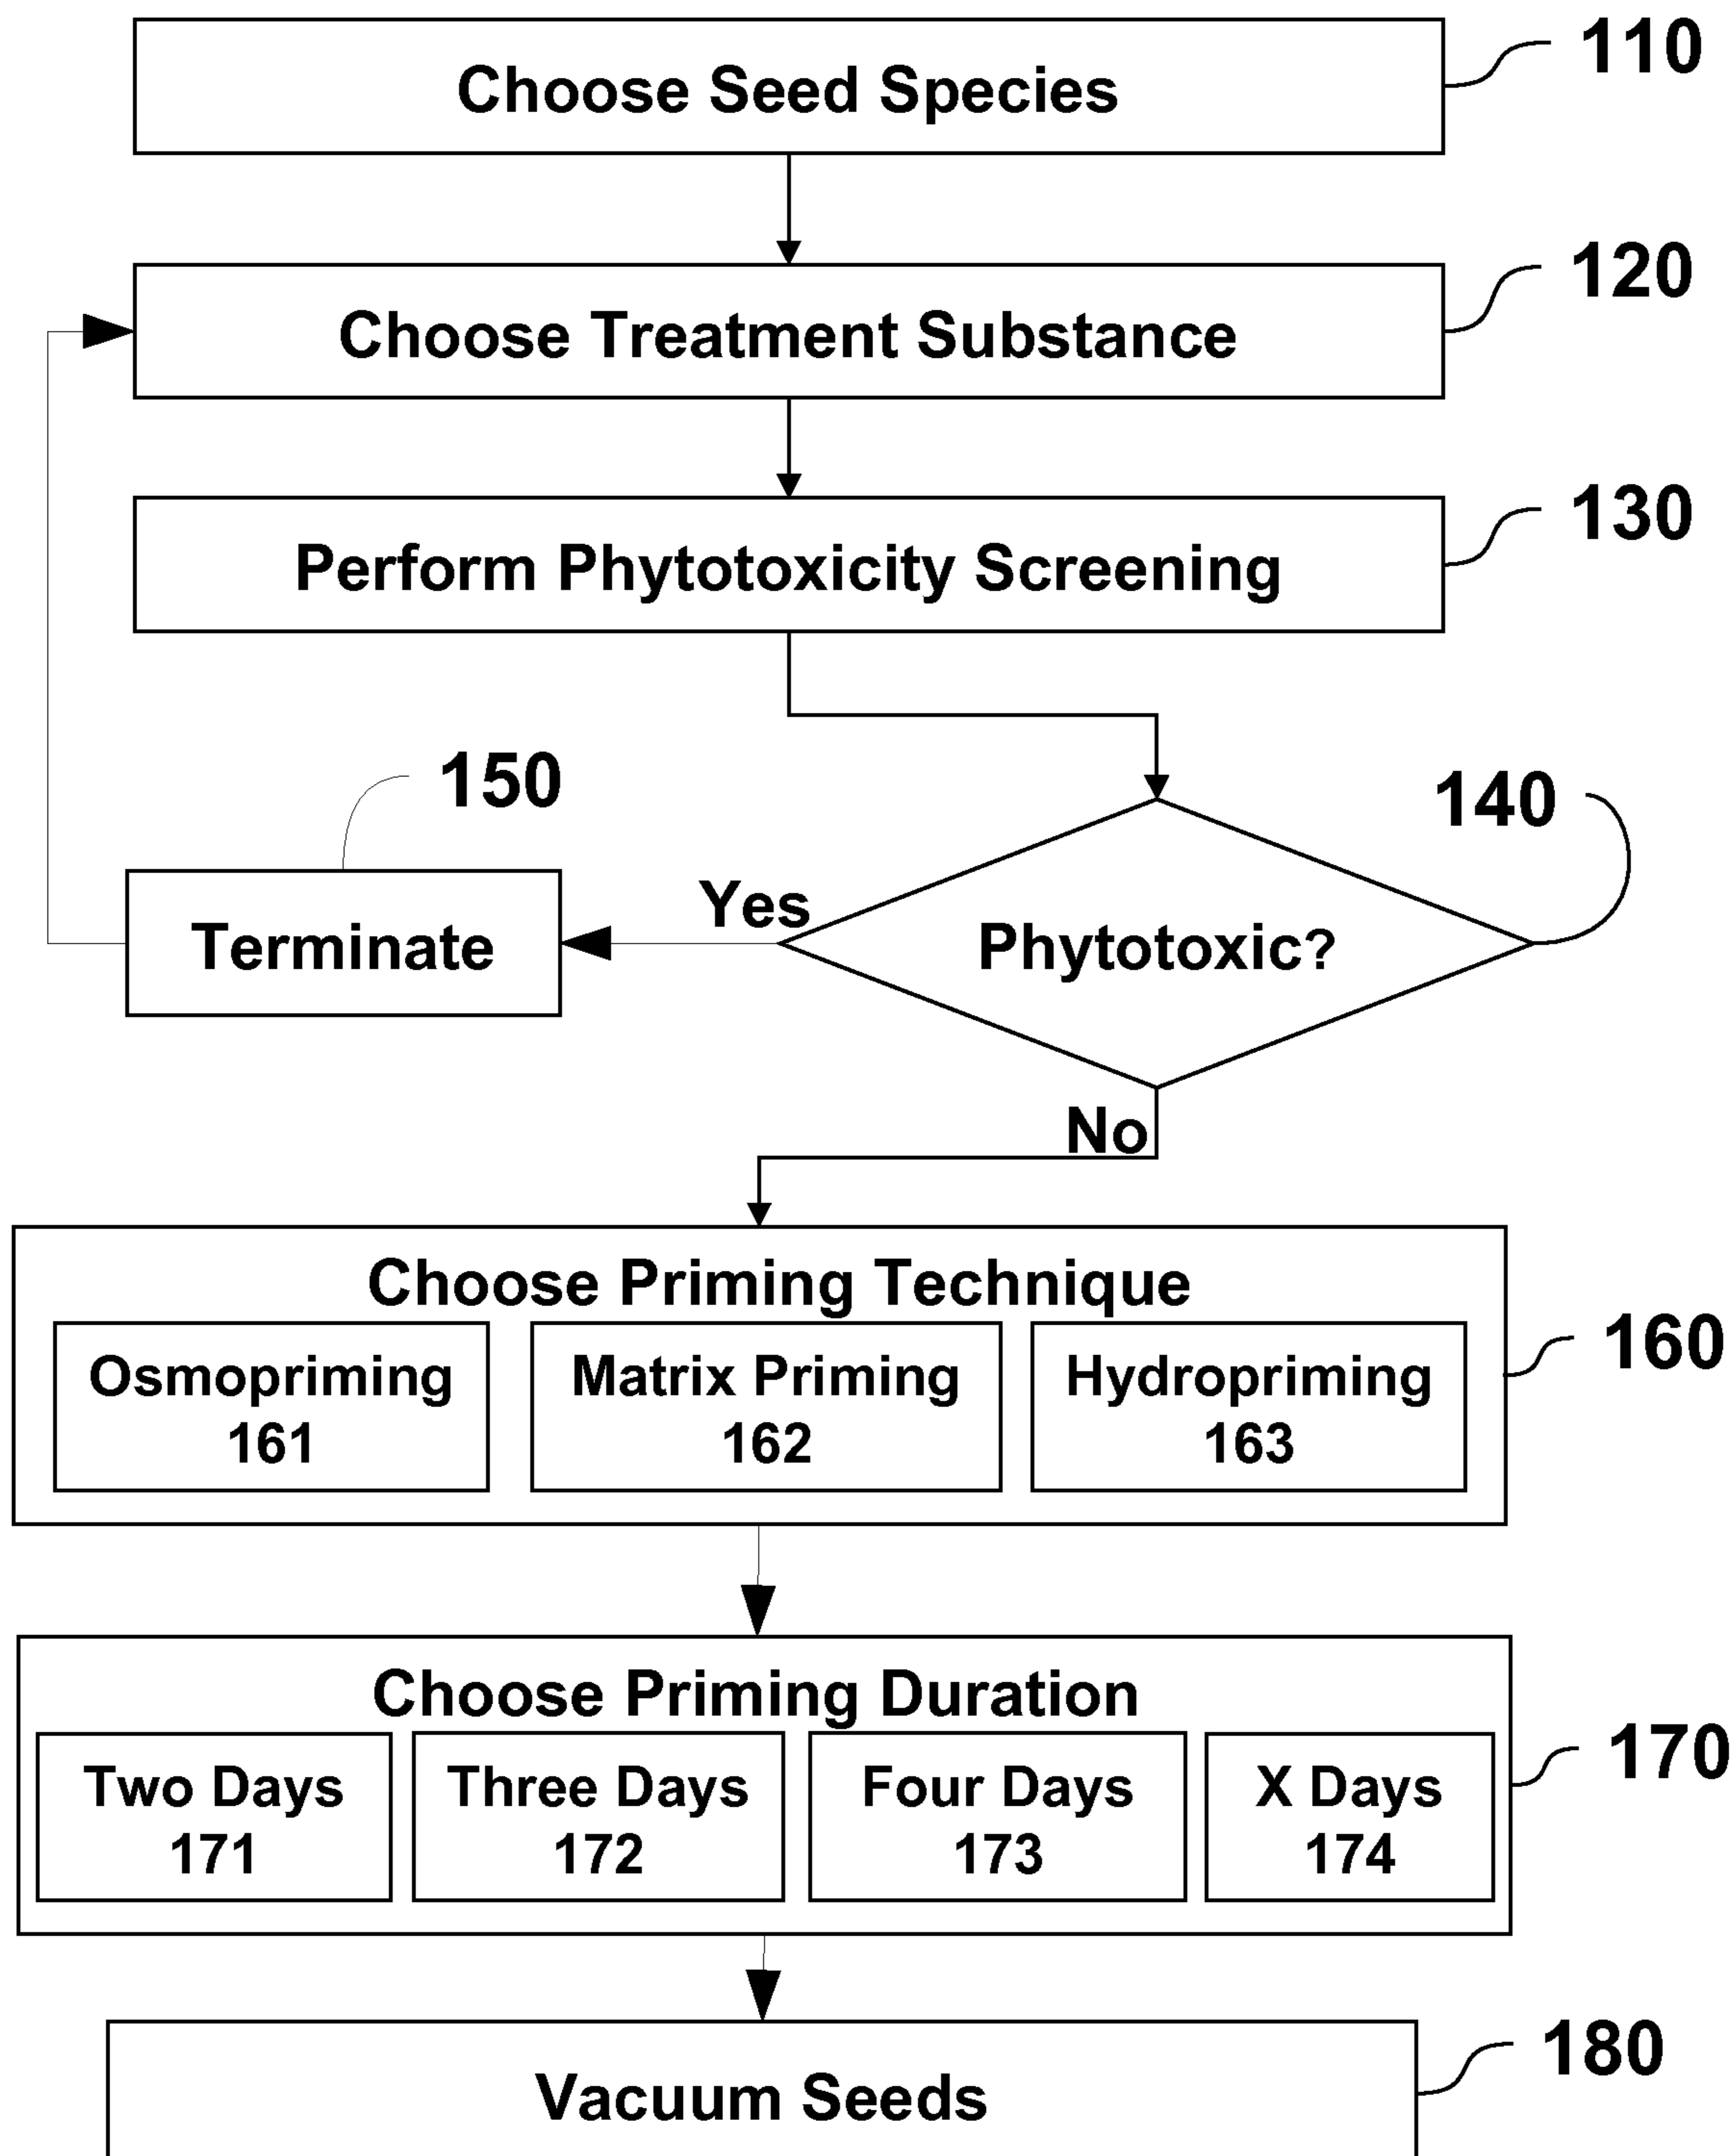 Choose Seed Species
110
Choose Treatment Substance
120
Perform Phytotoxicity Screening
130
150
140
Yes
Terminate
Phytotoxic?
No
Choose Priming Technique
160
Osmopriming
161
Matrix Priming
162
Hydropriming
163
Choose Priming Duration
170
Two Days
171
Three Days
172
Four Days
173
X Days
174
180
Vacuum Seeds